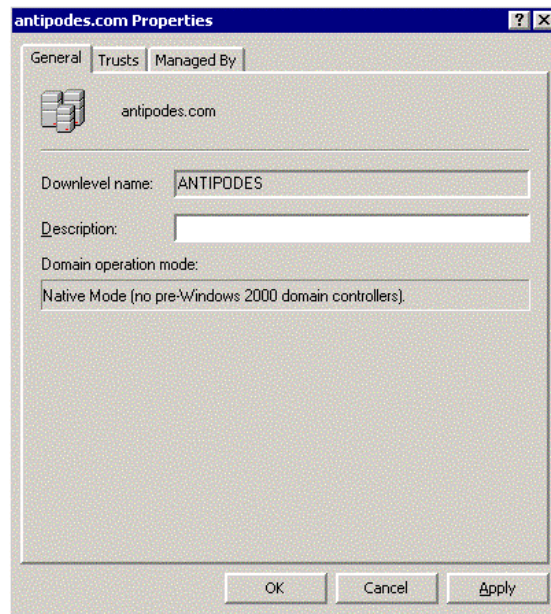 antipodes.com Properties
General Trusts Managed By
antipodes.com
Downlevel name: ANTIPODES
Description:
Domain operation mode:
Native Mode (no pre-Windows 2000 domain controllers).
OK Cancel Apply